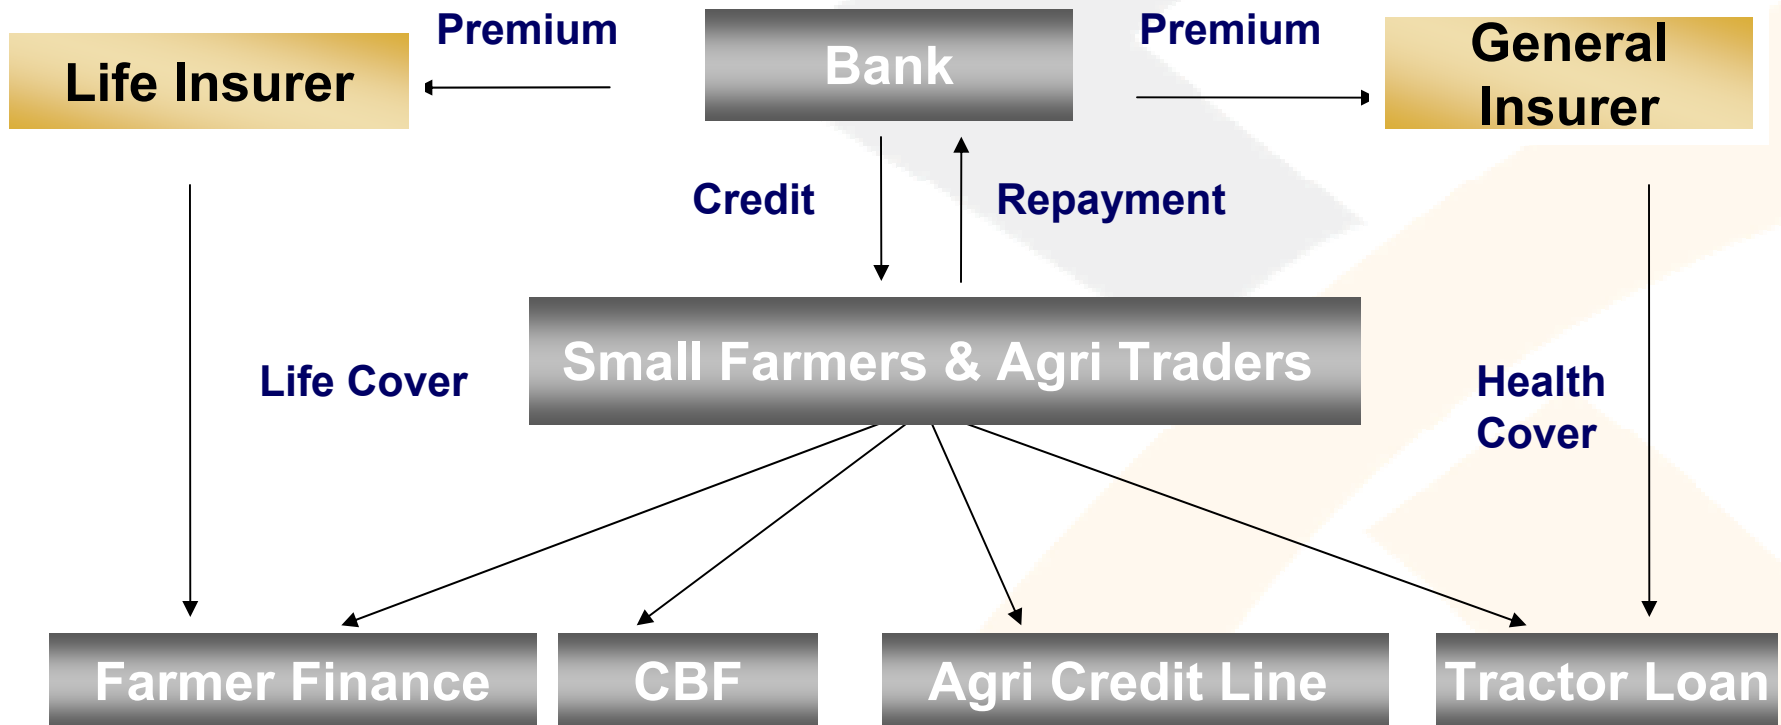 Premium
Bank
Premium
General
Insurer
Life Insurer
Credit
Repayment
Small Farmers & Agri Traders
Life Cover
Health
Cover
Farmer Finance
CBF
Agri Credit Line
Tractor Loan